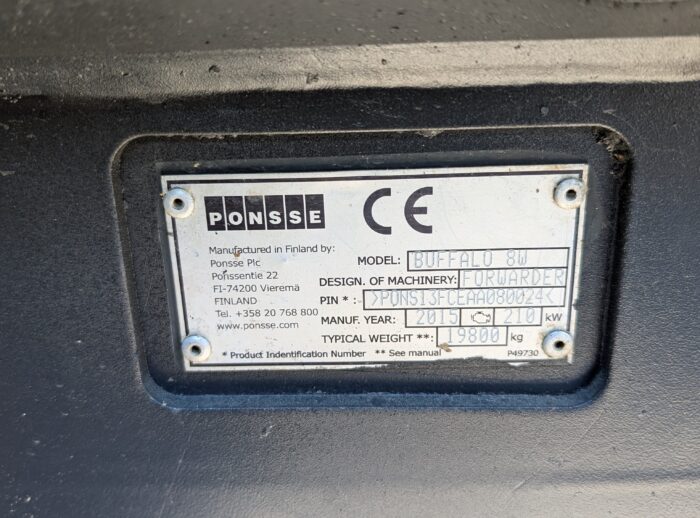 PONSSE CE
Manufactured in Finland by:
Ponsse Plc
Ponssentie 22
FI-74200 Vieremä
FINLAND
Tel. +358 20 768 800
www.ponsse.com
MODEL: BUFFALO 8W
DESIGN. OF MACHINERY: FORWARDER
PIN * : >PONS13FCEAA080024<
MANUF. YEAR: 2015 210 kW
TYPICAL WEIGHT **: 19800 kg
* Product Indentification Number ** See manual P49730